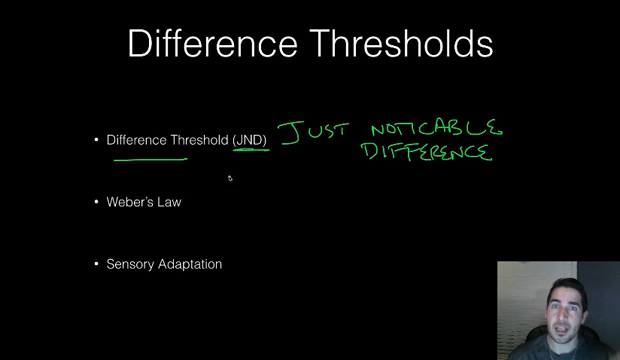 Difference Thresholds
• Difference Threshold (JND) JUST NOTICABLE
DIFFERENCE
• Weber's Law
• Sensory Adaptation